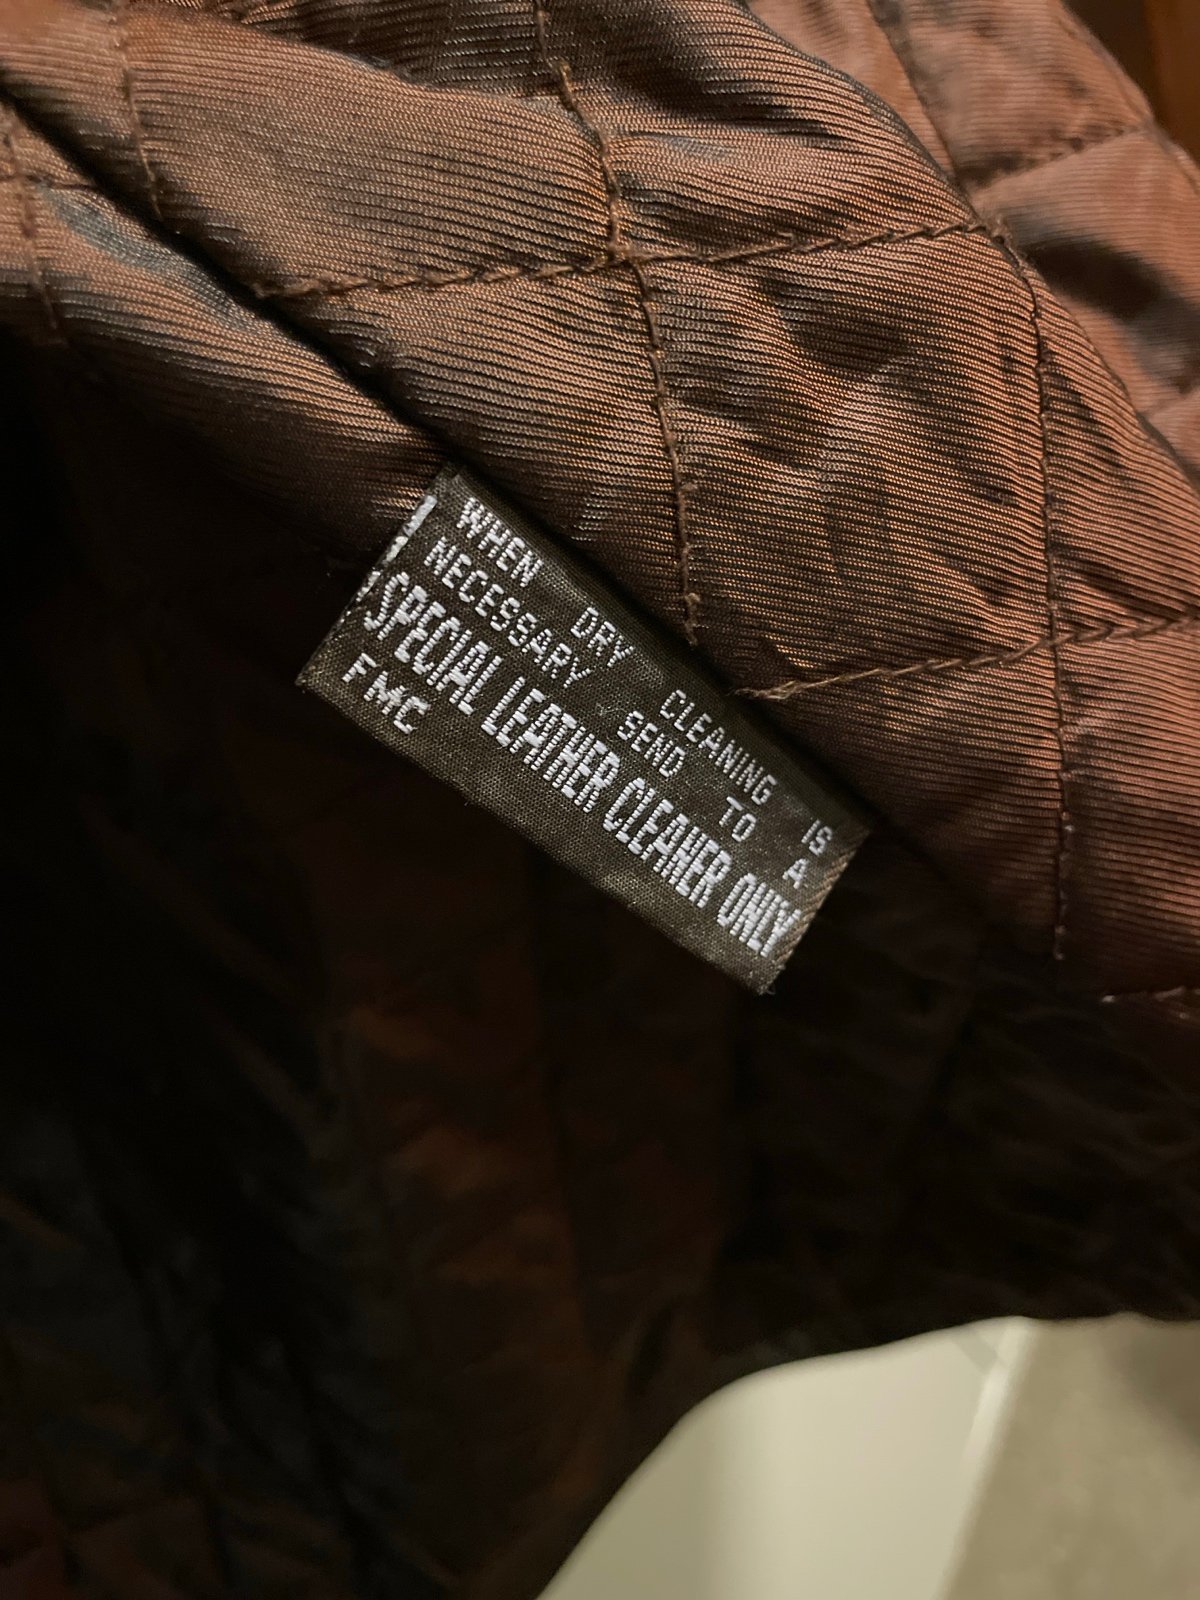 WHEN DRY CLEANING IS
NECESSARY SEND TO A
SPECIAL LEATHER CLEANER ONLY
FMC